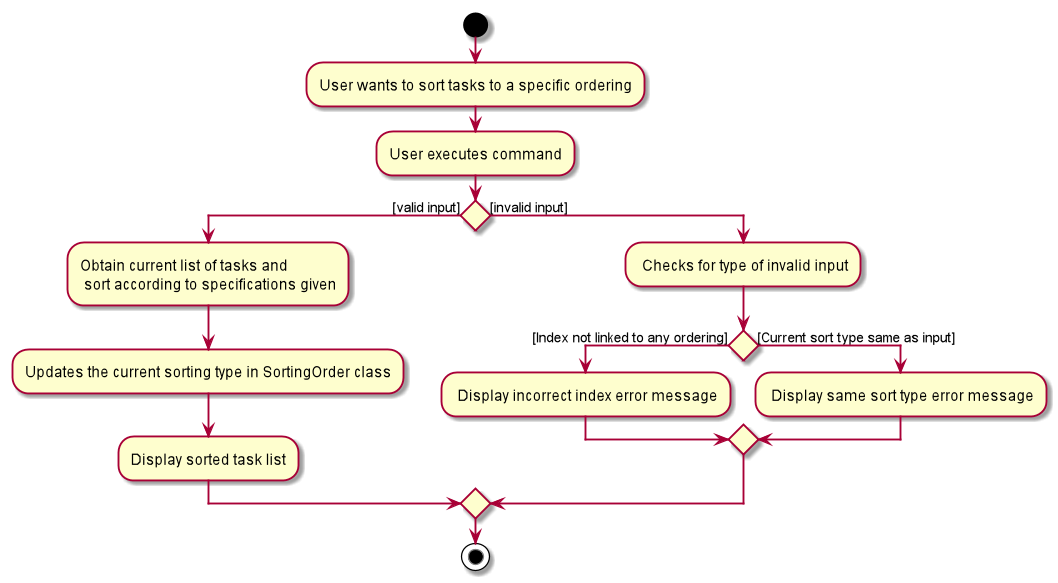 User wants to sort tasks to a specific ordering
User executes command
[valid input]
[invalid input]
Obtain current list of tasks and
sort according to specifications given
Checks for type of invalid input
[Index not linked to any ordering]
[Current sort type same as input]
Updates the current sorting type in SortingOrder class
Display incorrect index error message
Display same sort type error message
Display sorted task list